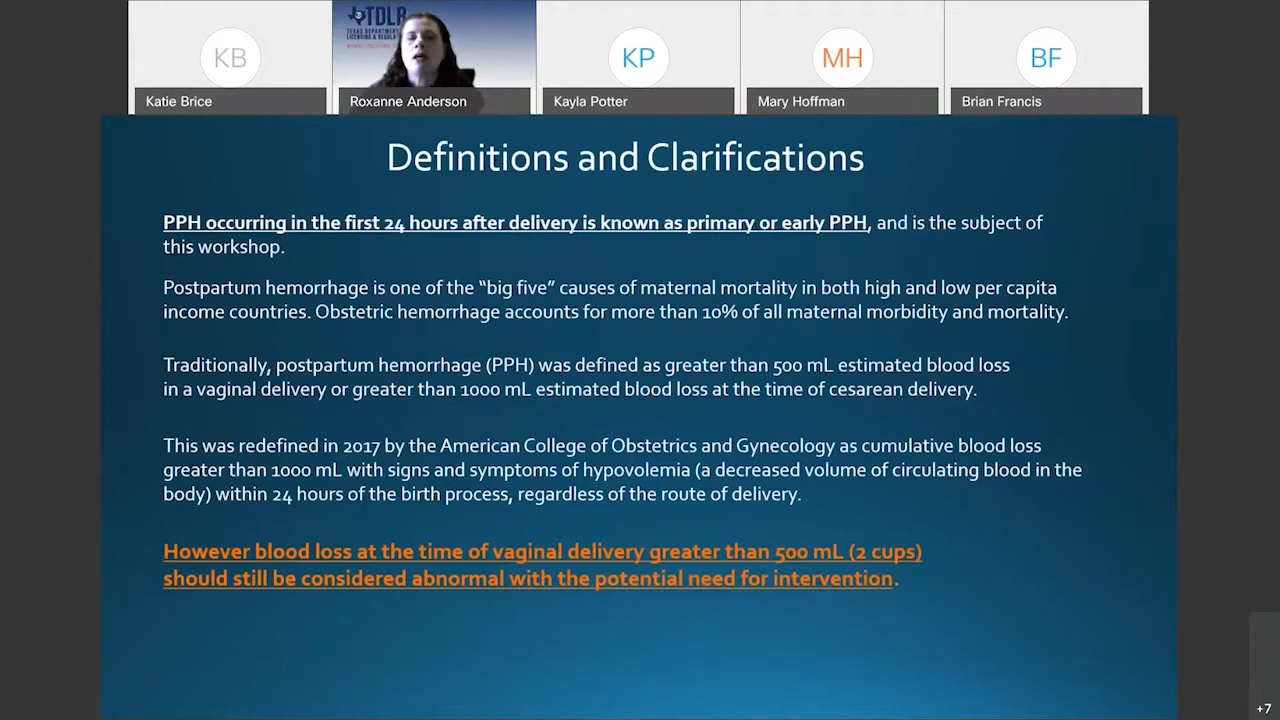 KB
TDLR
TEXAS DEPARTMENT
KP
MH
BF
Katie Brice
Roxanne Anderson
Kayla Potter
Mary Hoffman
Brian Francis
Definitions and Clarifications
PPH occurring in the first 24 hours after delivery is known as primary or early PPH, and is the subject of
this workshop.
Postpartum hemorrhage is one of the “big five” causes of maternal mortality in both high and low per capita
income countries. Obstetric hemorrhage accounts for more than 10% of all maternal morbidity and mortality.
Traditionally, postpartum hemorrhage (PPH) was defined as greater than 500 mL estimated blood loss
in a vaginal delivery or greater than 1000 mL estimated blood loss at the time of cesarean delivery.
This was redefined in 2017 by the American College of Obstetrics and Gynecology as cumulative blood loss
greater than 1000 mL with signs and symptoms of hypovolemia (a decreased volume of circulating blood in the
body) within 24 hours of the birth process, regardless of the route of delivery.
However blood loss at the time of vaginal delivery greater than 500 mL (2 cups)
should still be considered abnormal with the potential need for intervention.
+7